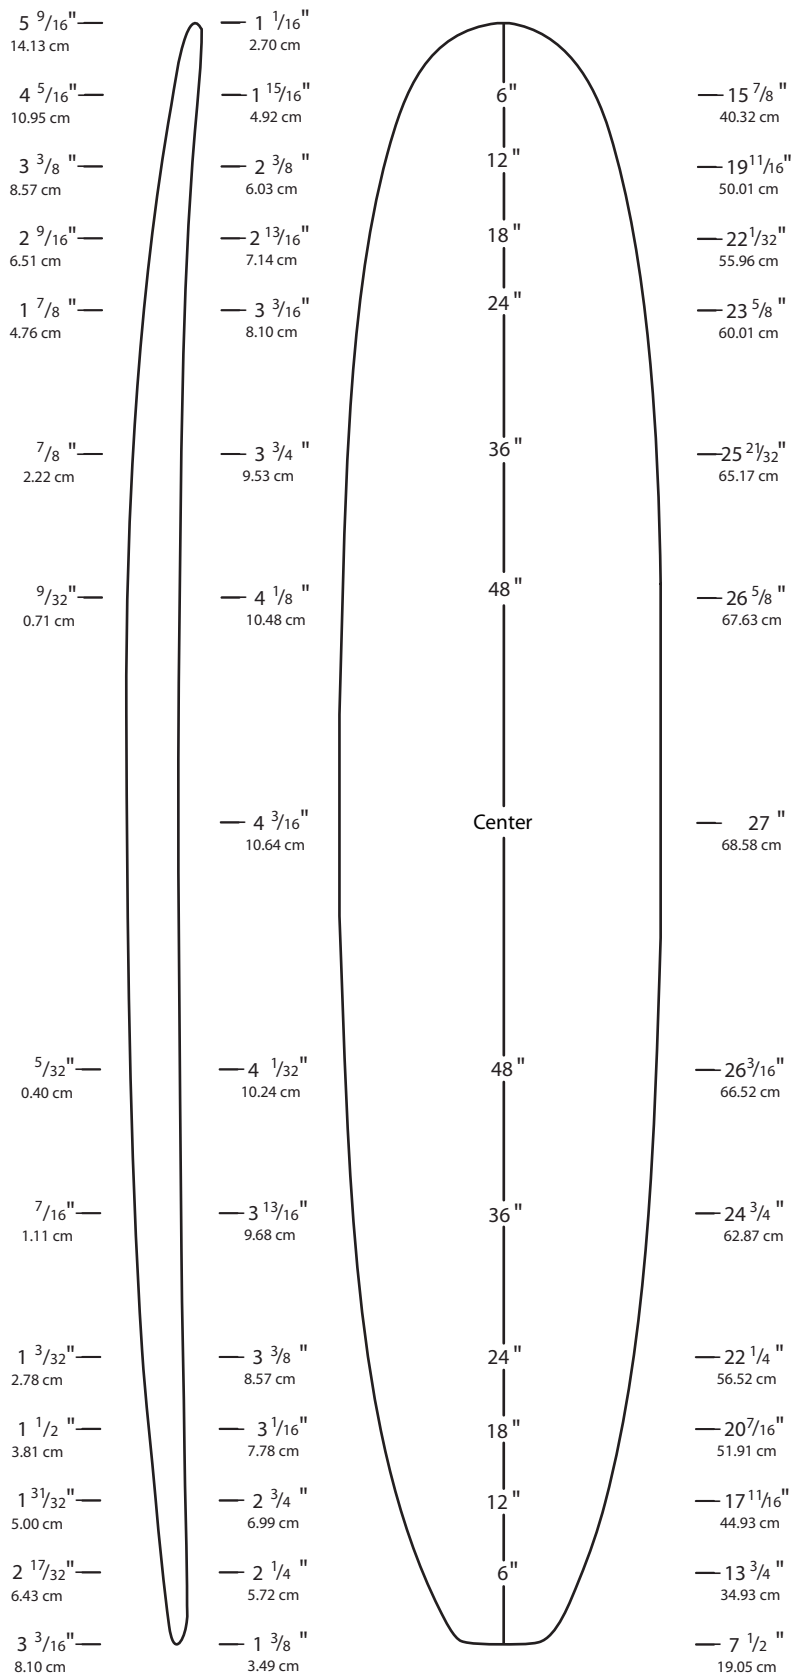 5 9/16" 1 1/16"
14.13 cm 2.70 cm
4 5/16" 1 15/16" 6" 15 7/8 "
10.95 cm 4.92 cm 40.32 cm
3 3/8 " 2 3/8 " 12 " 19 11/16"
8.57 cm 6.03 cm 50.01 cm
2 9/16" 2 13/16" 18 " 22 1/32"
6.51 cm 7.14 cm 55.96 cm
1 7/8 " 3 3/16" 24 " 23 5/8 "
4.76 cm 8.10 cm 60.01 cm
7/8 " 3 3/4 " 36 " 25 21/32"
2.22 cm 9.53 cm 65.17 cm
9/32" 4 1/8 " 48 " 26 5/8 "
0.71 cm 10.48 cm 67.63 cm
4 3/16" Center 27 "
10.64 cm 68.58 cm
5/32" 4 1/32" 48 " 26 3/16"
0.40 cm 10.24 cm 66.52 cm
7/16" 3 13/16" 36 " 24 3/4 "
1.11 cm 9.68 cm 62.87 cm
1 3/32" 3 3/8 " 24 " 22 1/4 "
2.78 cm 8.57 cm 56.52 cm
1 1/2 " 3 1/16" 18 " 20 7/16"
3.81 cm 7.78 cm 51.91 cm
1 31/32" 2 3/4 " 12 " 17 11/16"
5.00 cm 6.99 cm 44.93 cm
2 17/32" 2 1/4 " 6" 13 3/4 "
6.43 cm 5.72 cm 34.93 cm
3 3/16" 1 3/8 " 7 1/2 "
8.10 cm 3.49 cm 19.05 cm